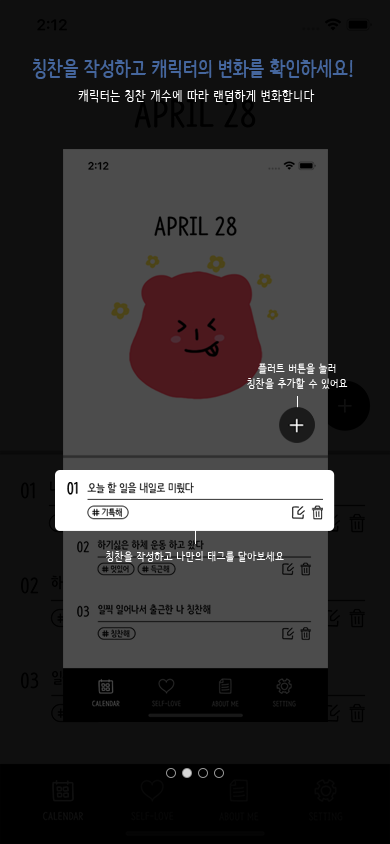 2:12
칭찬을 작성하고 캐릭터의 변화를 확인하세요!
캐릭터는 칭찬 개수에 따라 랜덤하게 변화합니다
APRIL 28
2:12
APRIL 28
플러트 버튼을 눌러
칭찬을 추가할 수 있어요
01
01 오늘 할 일을 내일로 미뤘다
# 기특해
02 하기싫은 하체 운동 하고 왔다
칭찬을 작성하고 나만의 태그를 달아보세요
# 멋있어 # 득근해
02
03 일찍 일어나서 출근한 나 칭찬해
# 칭찬해
03
CALENDAR SELF-LOVE ABOUT ME SETTING
CALENDAR SELF-LOVE ABOUT ME SETTING